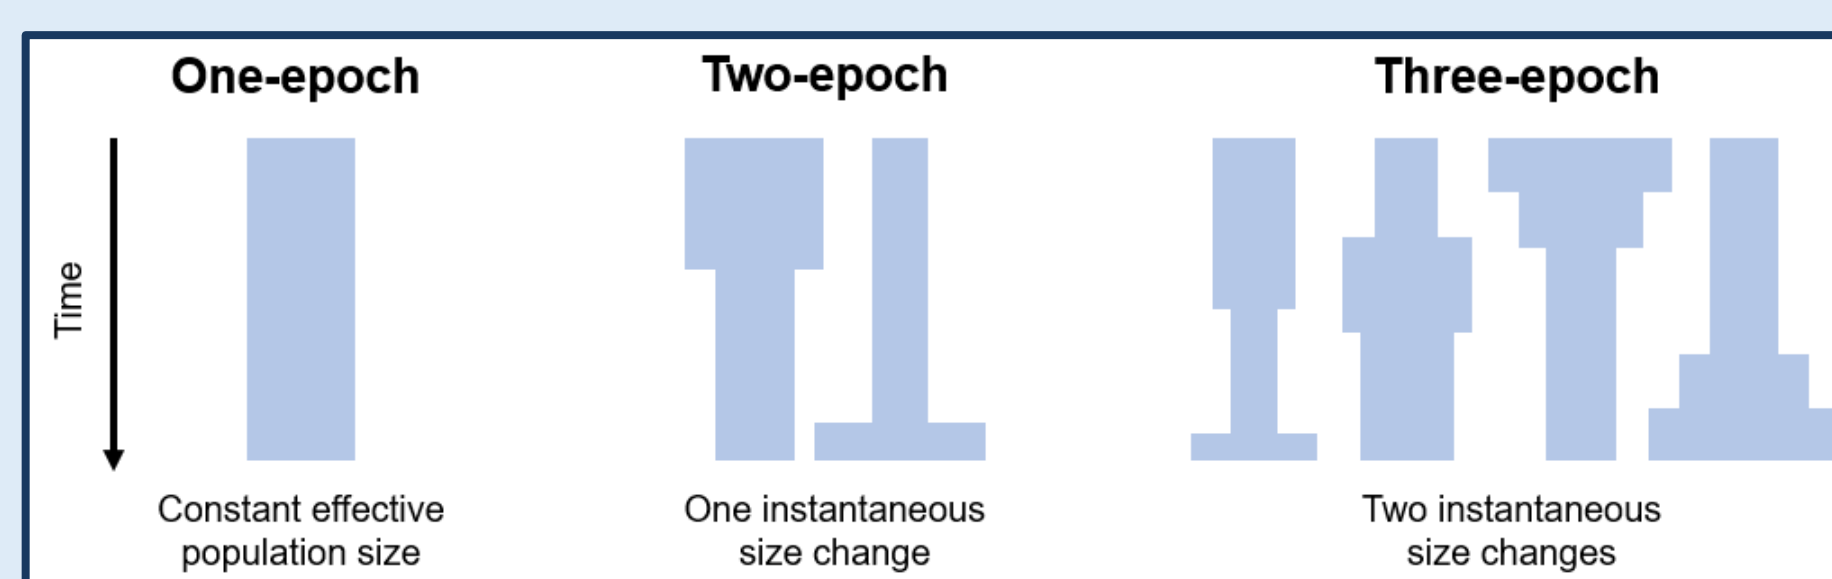 One-epoch
Two-epoch
Three-epoch
Time
Constant effective
population size
One instantaneous
size change
Two instantaneous
size changes